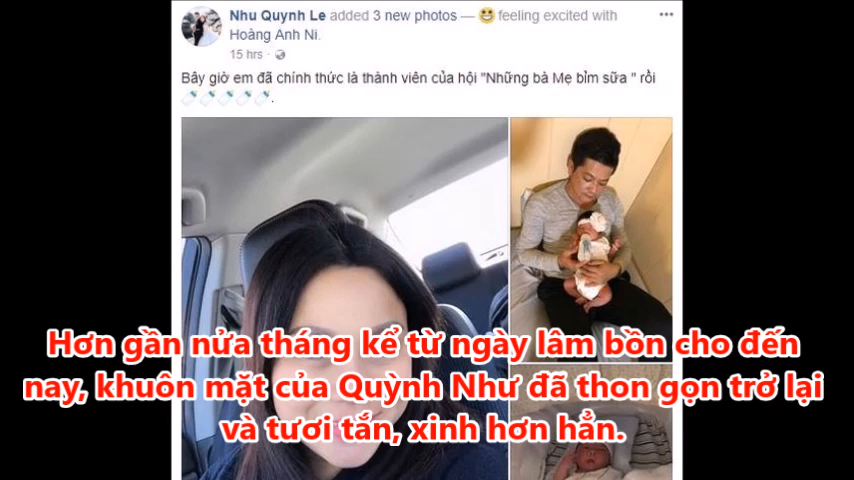 Nhu Quynh Le added 3 new photos — feeling excited with
Hoàng Anh Ni.
15 hrs ·
Bây giờ em đã chính thức là thành viên của hội "Những bà Mẹ bỉm sữa " rồi
🍼🍼🍼🍼🍼.
Hơn gần nửa tháng kể từ ngày lâm bồn cho đến
nay, khuôn mặt của Quỳnh Như đã thon gọn trở lại
và tươi tắn, xinh hơn hẳn.